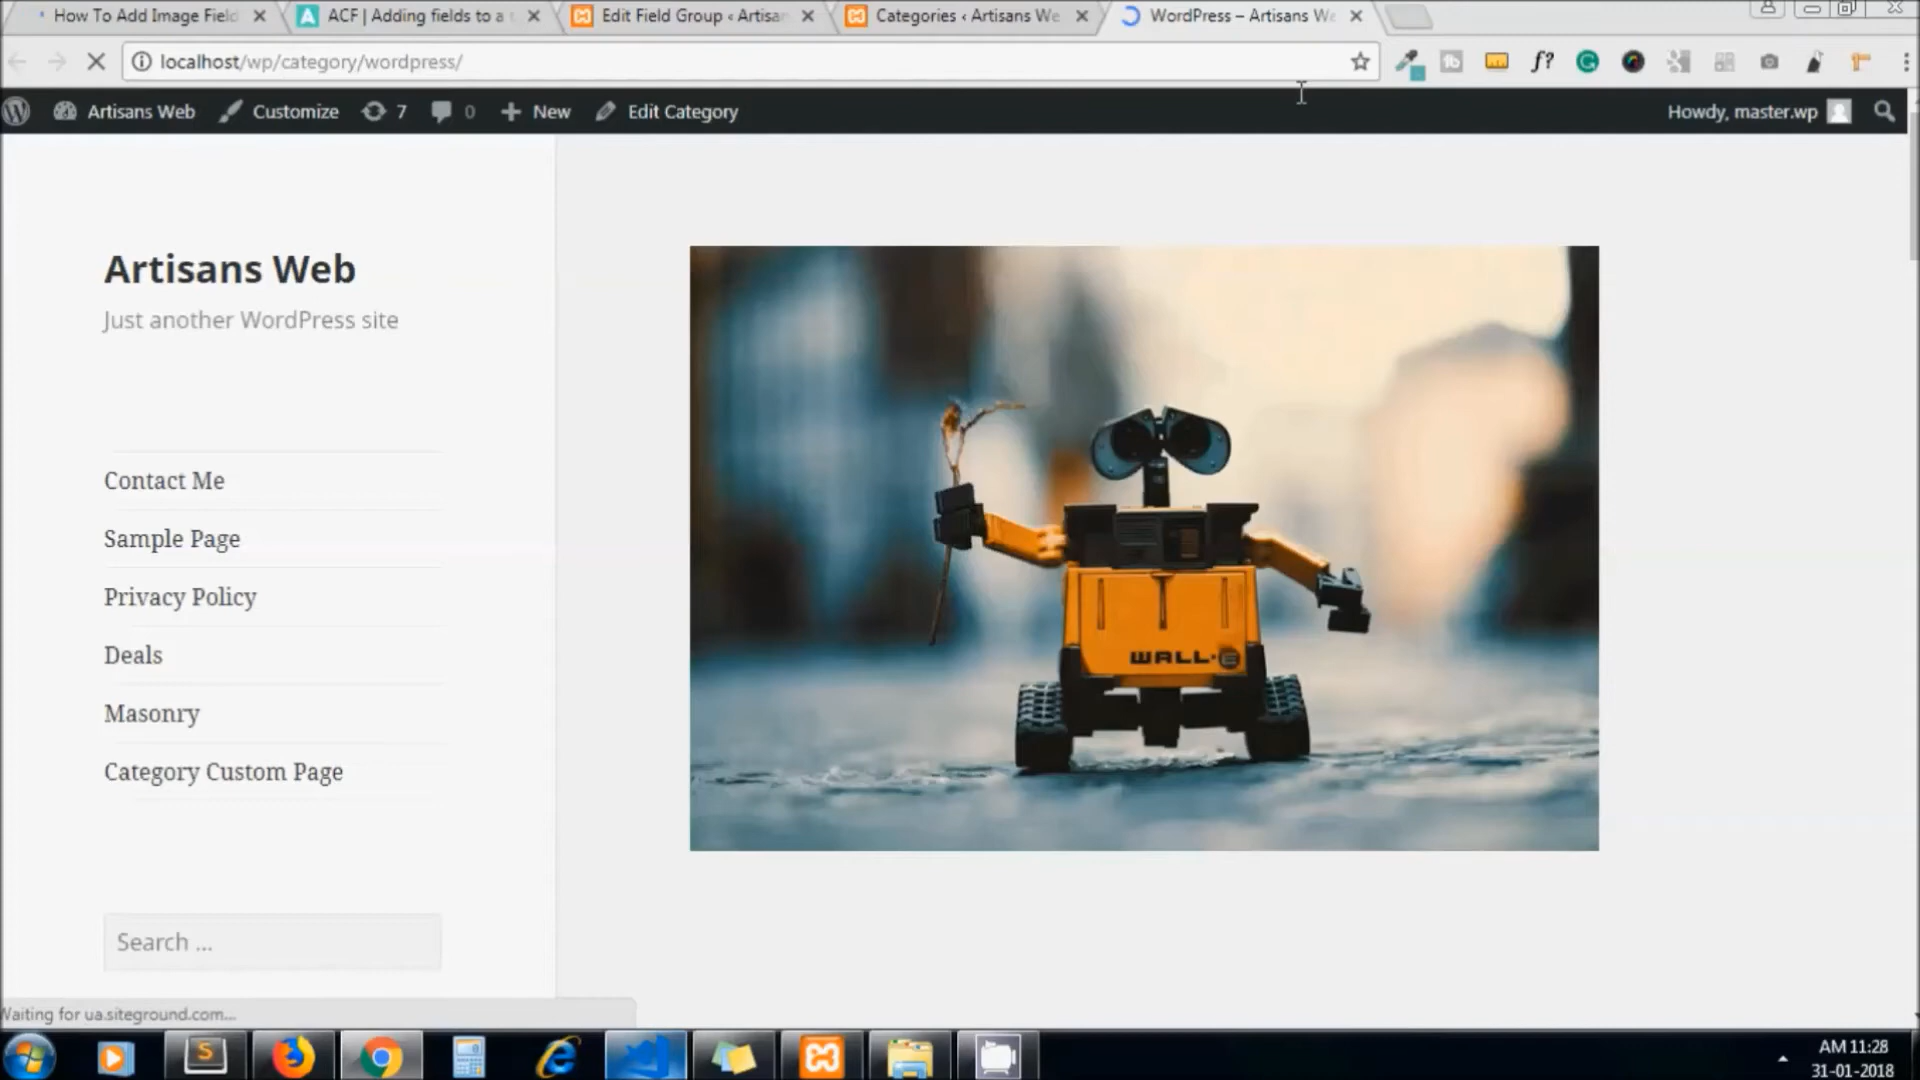 How To Add Image Field
ACF | Adding fields to a
Edit Field Group ‹ Artisan
Categories ‹ Artisans We
WordPress – Artisans We
localhost/wp/category/wordpress/
f?
Artisans Web
Customize
7
0
New
Edit Category
Howdy, master.wp
Artisans Web
Just another WordPress site
Contact Me
Sample Page
Privacy Policy
Deals
Masonry
Category Custom Page
Search ...
WALL·E
Waiting for ua.siteground.com...
AM 11:28
31-01-2018